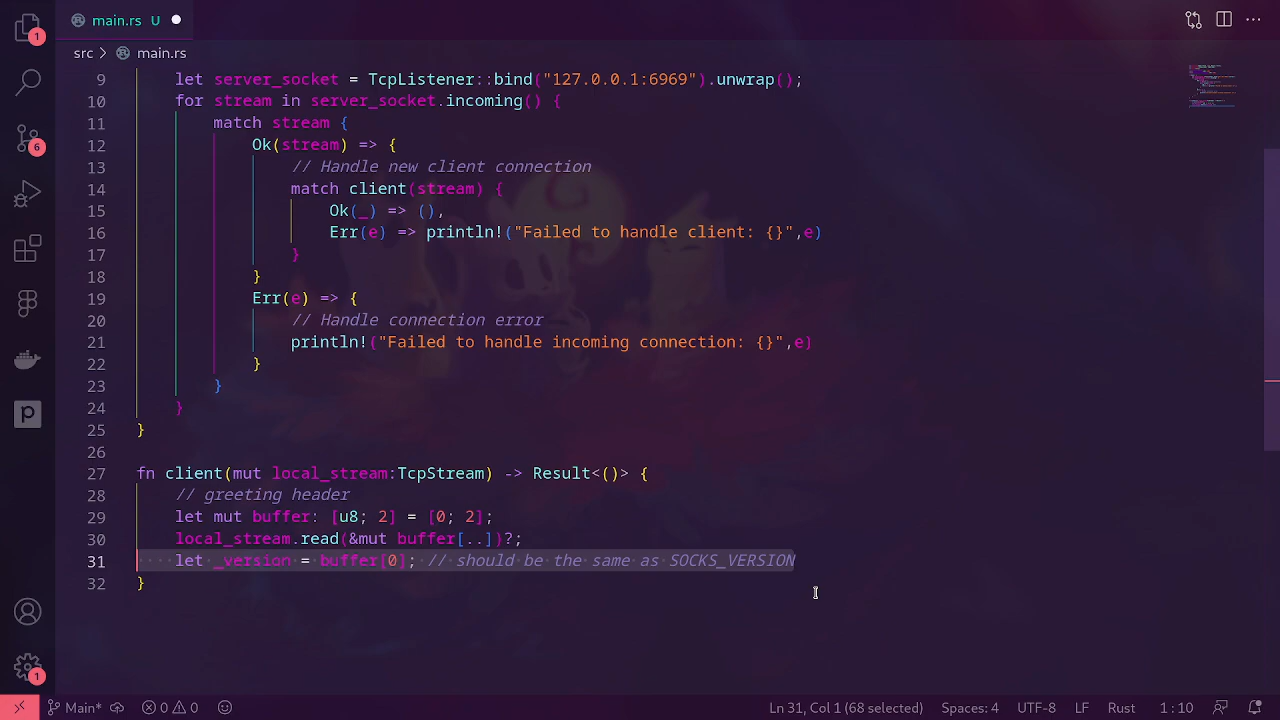 main.rs U
src main.rs
9 let server_socket = TcpListener::bind("127.0.0.1:6969").unwrap();
10 for stream in server_socket.incoming() {
11 match stream {
12 Ok(stream) => {
13 // Handle new client connection
14 match client(stream) {
15 Ok(_) => (),
16 Err(e) => println!("Failed to handle client: {}",e)
17 }
18 }
19 Err(e) => {
20 // Handle connection error
21 println!("Failed to handle incoming connection: {}",e)
22 }
23 }
24 }
25 }
26
27 fn client(mut local_stream:TcpStream) -> Result<()> {
28 // greeting header
29 let mut buffer: [u8; 2] = [0; 2];
30 local_stream.read(&mut buffer[..])?;
31 let _version = buffer[0]; // should be the same as SOCKS_VERSION
32 }
1
6
1
Main* 0 0 Ln 31, Col 1 (68 selected) Spaces: 4 UTF-8 LF Rust 1:10